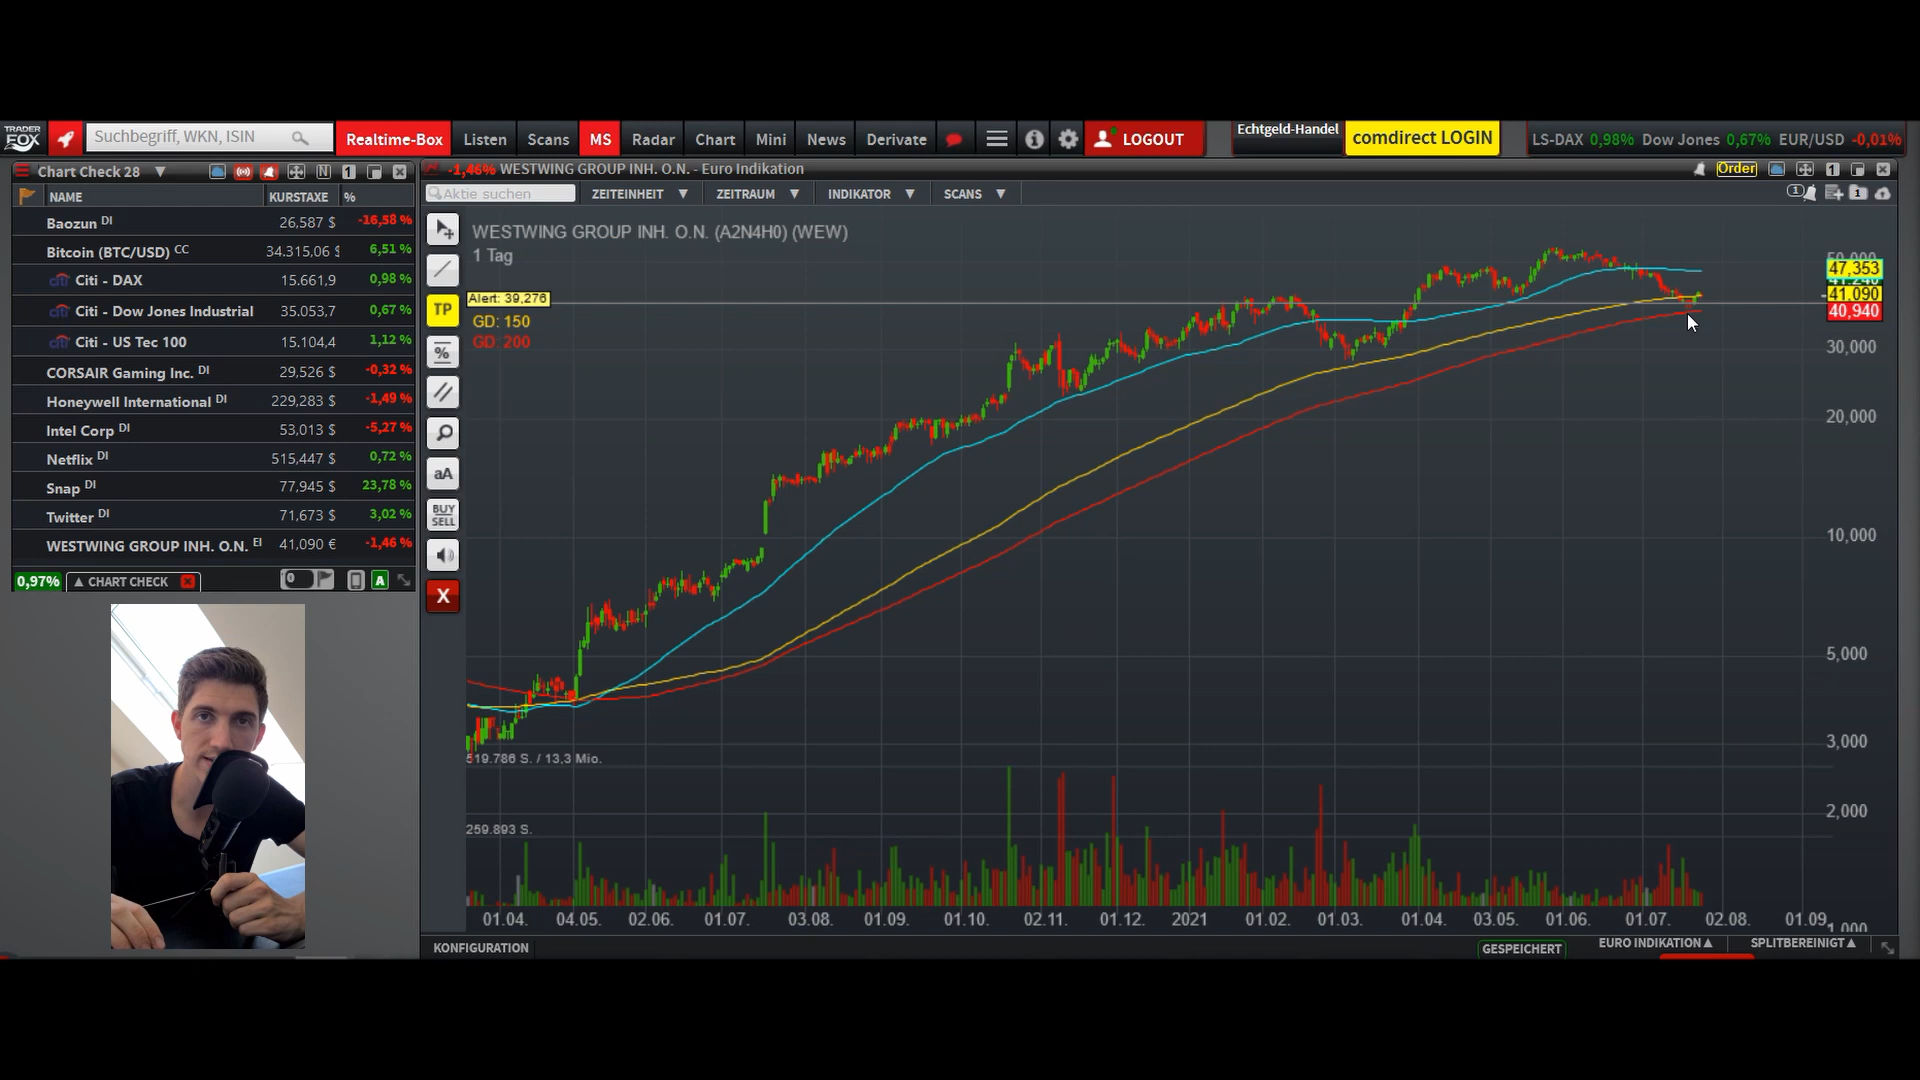 TRADER
FOX
Suchbegriff, WKN, ISIN
Realtime-Box
Listen
Scans
MS
Radar
Chart
Mini
News
Derivate
LOGOUT
Echtgeld-Handel
comdirect LOGIN
LS-DAX 0,98% Dow Jones 0,67% EUR/USD -0,01%
Chart Check 28
N
1
NAME KURSTAXE %
Baozun DI 26,587 $ -16,58 %
Bitcoin (BTC/USD) CC 34.315,06 $ 6,51 %
citi Citi - DAX 15.661,9 0,98 %
citi Citi - Dow Jones Industrial 35.053,7 0,67 %
citi Citi - US Tec 100 15.104,4 1,12 %
CORSAIR Gaming Inc. DI 29,526 $ -0,32 %
Honeywell International DI 229,283 $ -1,49 %
Intel Corp DI 53,013 $ -5,27 %
Netflix DI 515,447 $ 0,72 %
Snap DI 77,945 $ 23,78 %
Twitter DI 71,673 $ 3,02 %
WESTWING GROUP INH. O.N. EI 41,090 € -1,46 %
0,97% CHART CHECK
0
A
-1,46% WESTWING GROUP INH. O.N. - Euro Indikation
Order
1
Aktie suchen
ZEITEINHEIT
ZEITRAUM
INDIKATOR
SCANS
1
1
TP
%
aA
BUY
SELL
X
WESTWING GROUP INH. O.N. (A2N4H0) (WEW)
1 Tag
Alert: 39,276
GD: 150
GD: 200
47,353
41,090
40,940
30,000
20,000
10,000
5,000
3,000
2,000
1,000
519.786 S. / 13,3 Mio.
259.893 S.
01.04. 04.05. 02.06. 01.07. 03.08. 01.09. 01.10. 02.11. 01.12. 2021 01.02. 01.03. 01.04. 03.05. 01.06. 01.07. 02.08. 01.09.
KONFIGURATION
GESPEICHERT
EURO INDIKATION
SPLITBEREINIGT